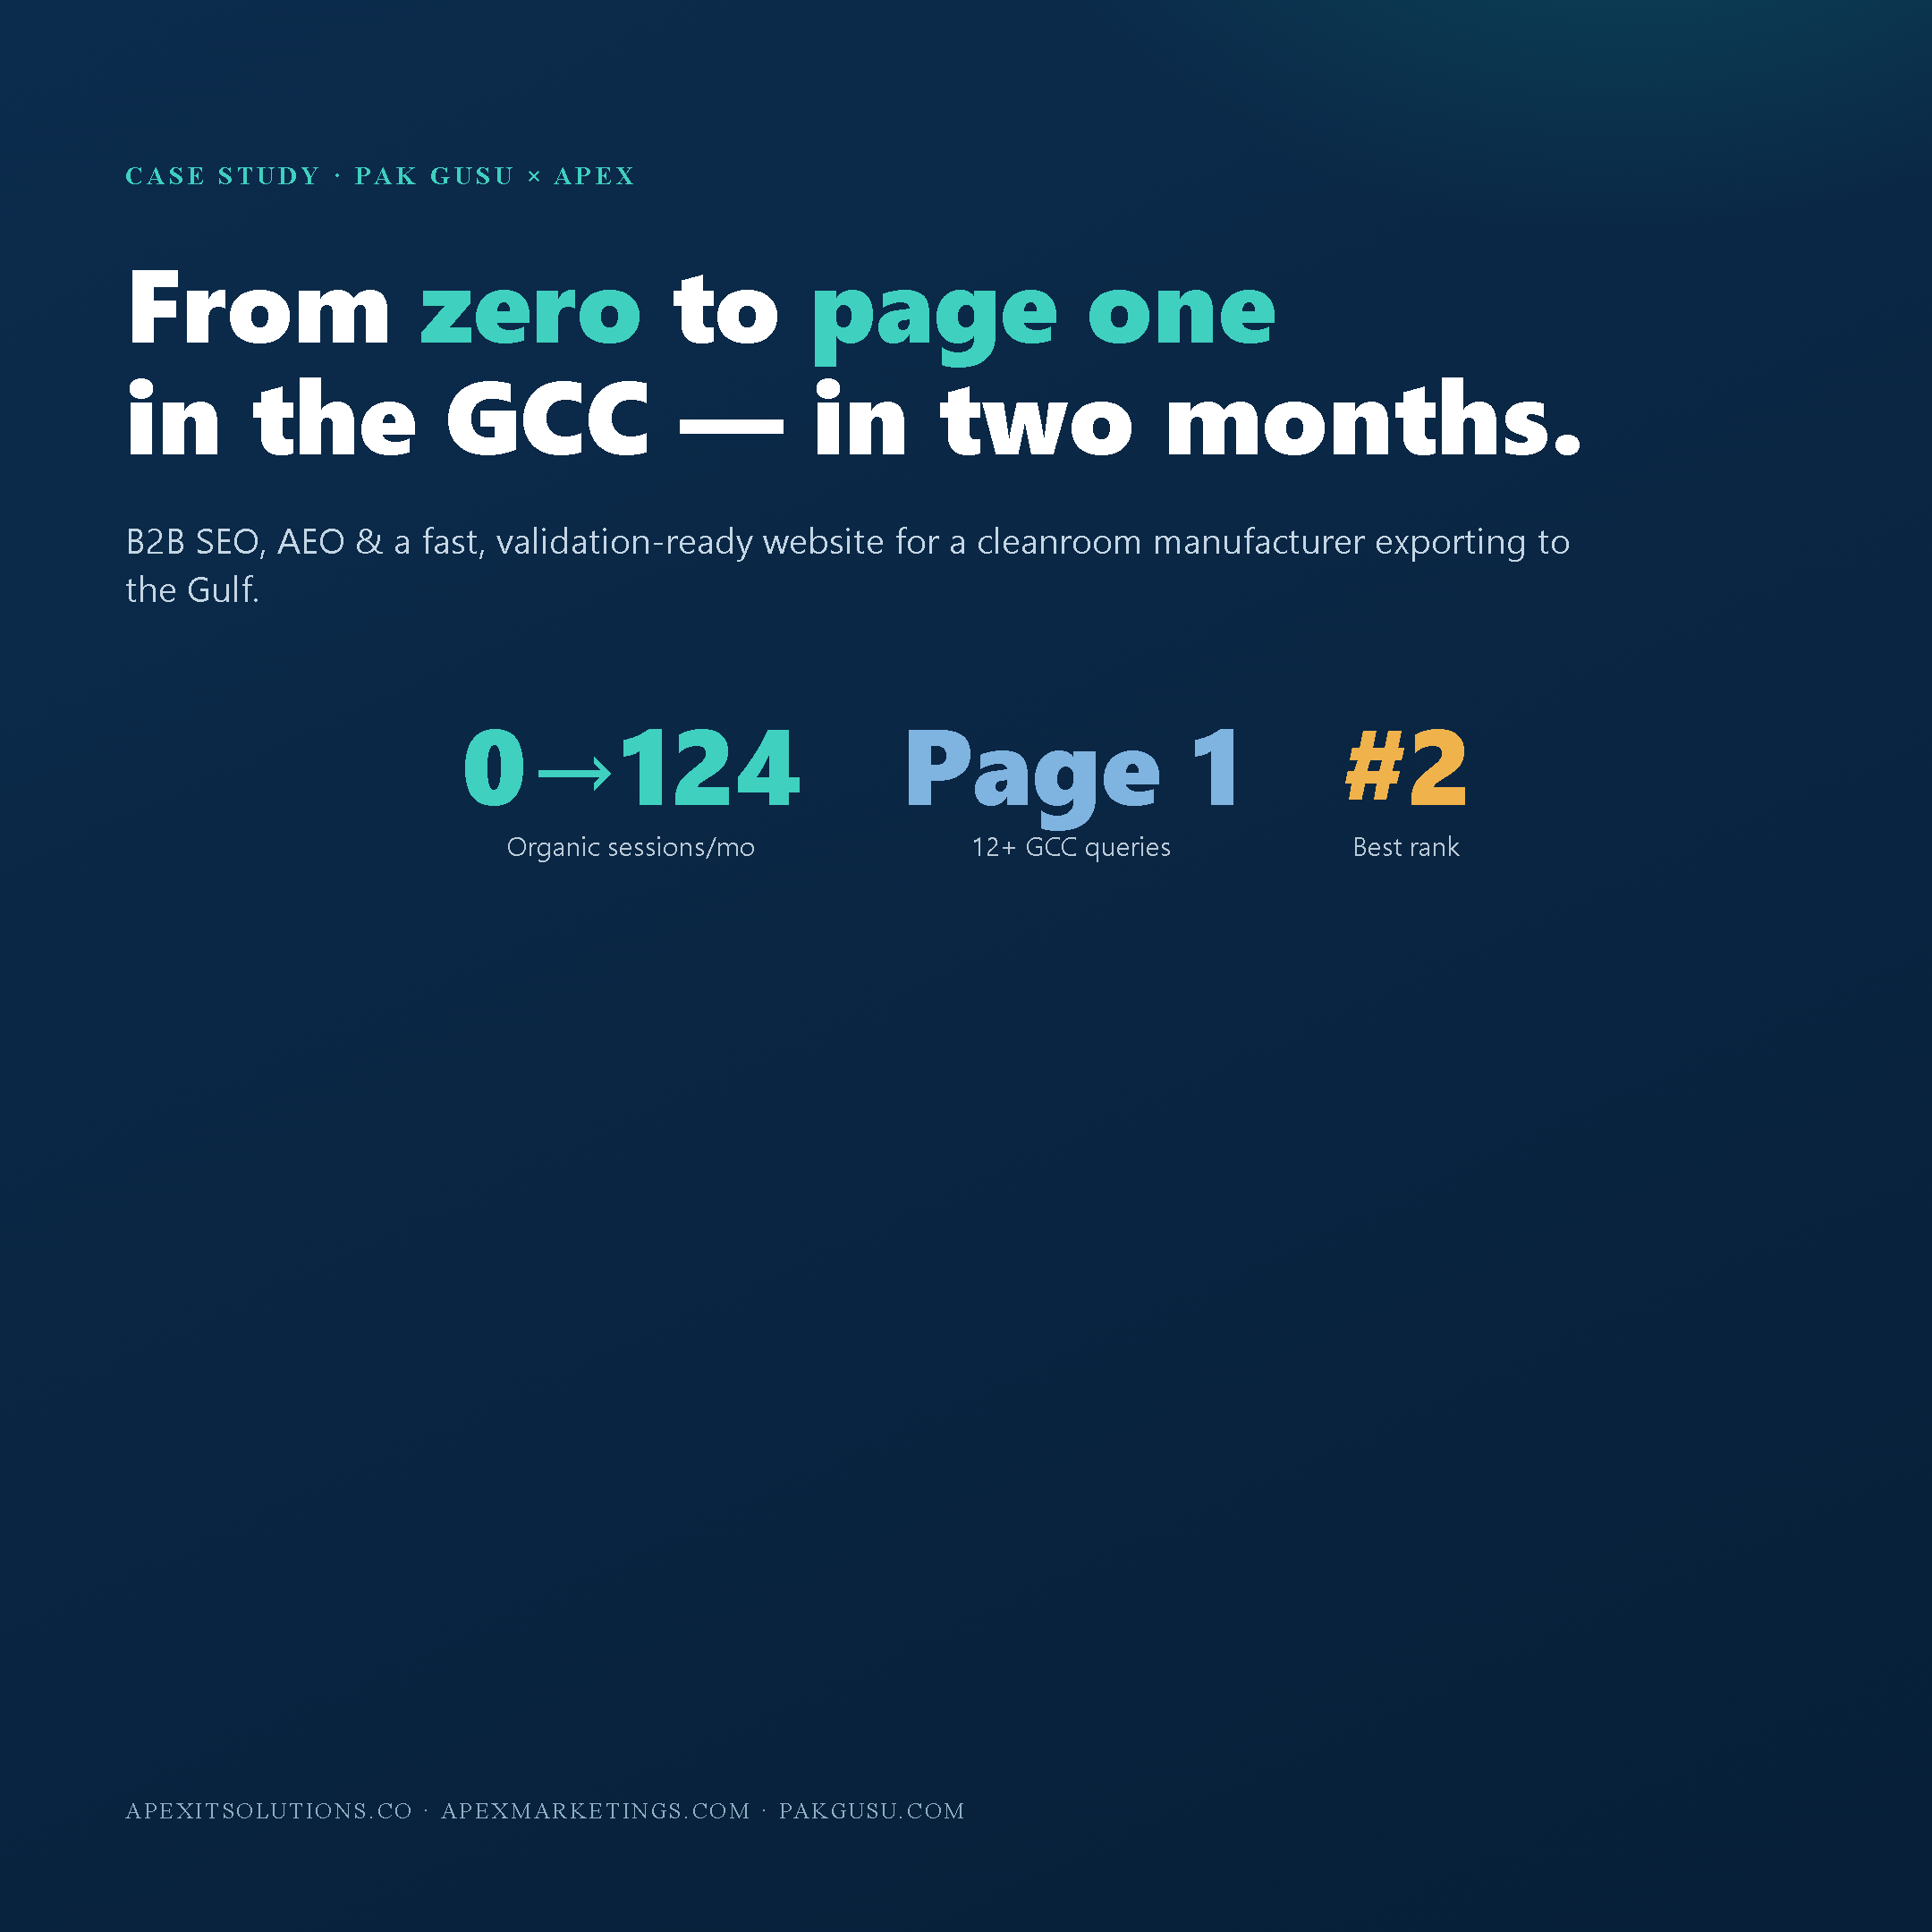 CASE STUDY · PAK GUSU × APEX
From zero to page one
in the GCC — in two months.
B2B SEO, AEO & a fast, validation-ready website for a cleanroom manufacturer exporting to
the Gulf.
0→124
Organic sessions/mo
Page 1
12+ GCC queries
#2
Best rank
APEXITSOLUTIONS.CO · APEXMARKETINGS.COM · PAKGUSU.COM